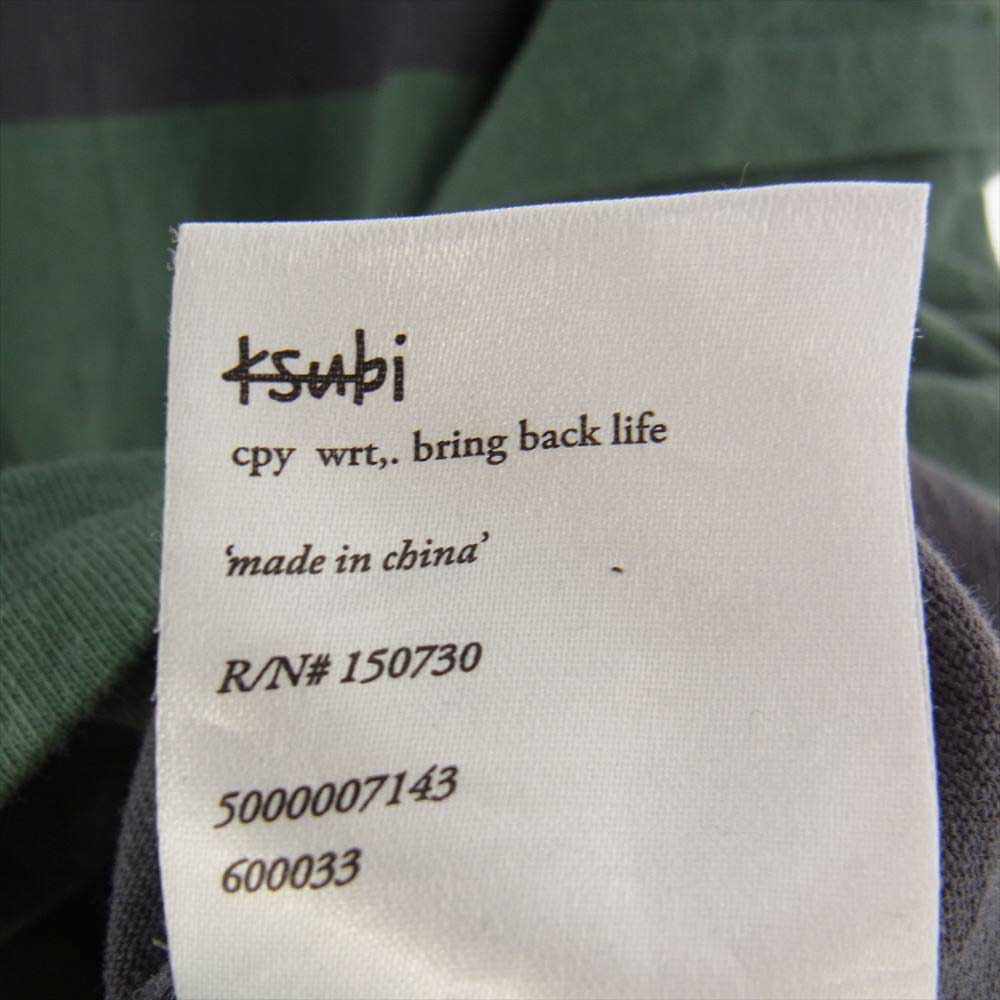 ksubi
cpy wrt,. bring back life
‘made in china’
R/N# 150730
5000007143
600033